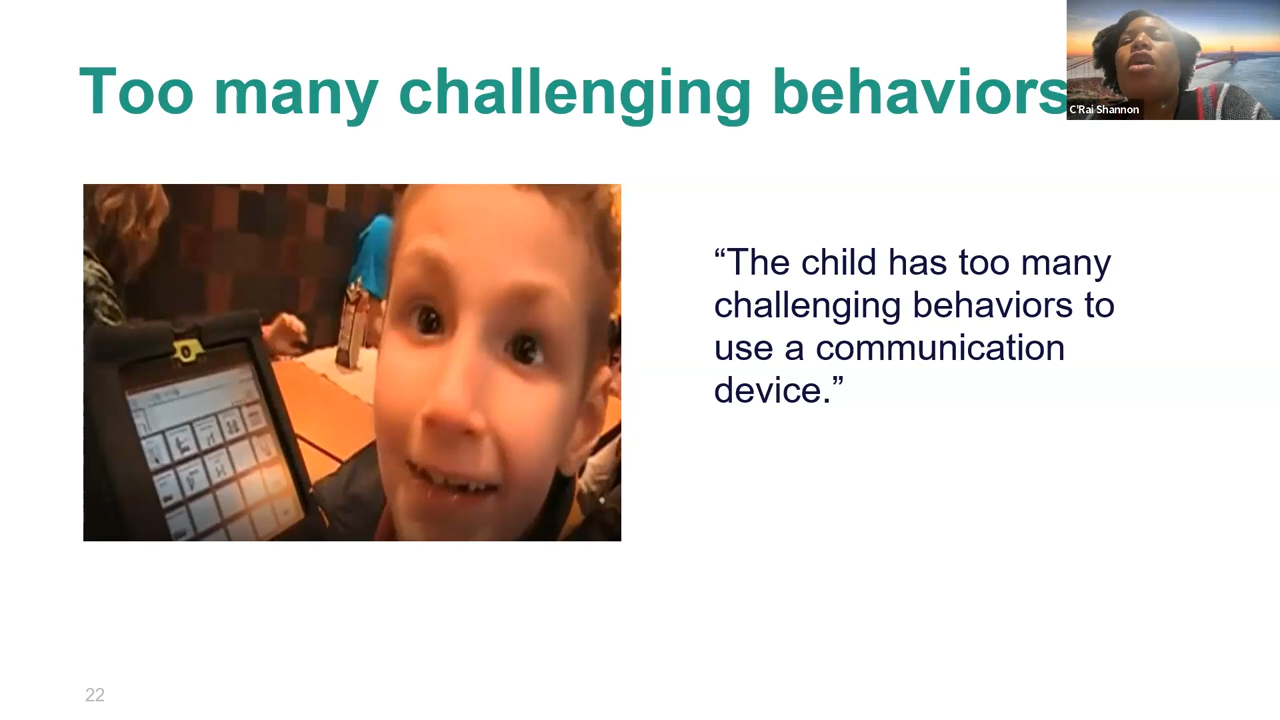 Too many challenging behaviors
C'Rai Shannon
“The child has too many
challenging behaviors to
use a communication
device.”
22